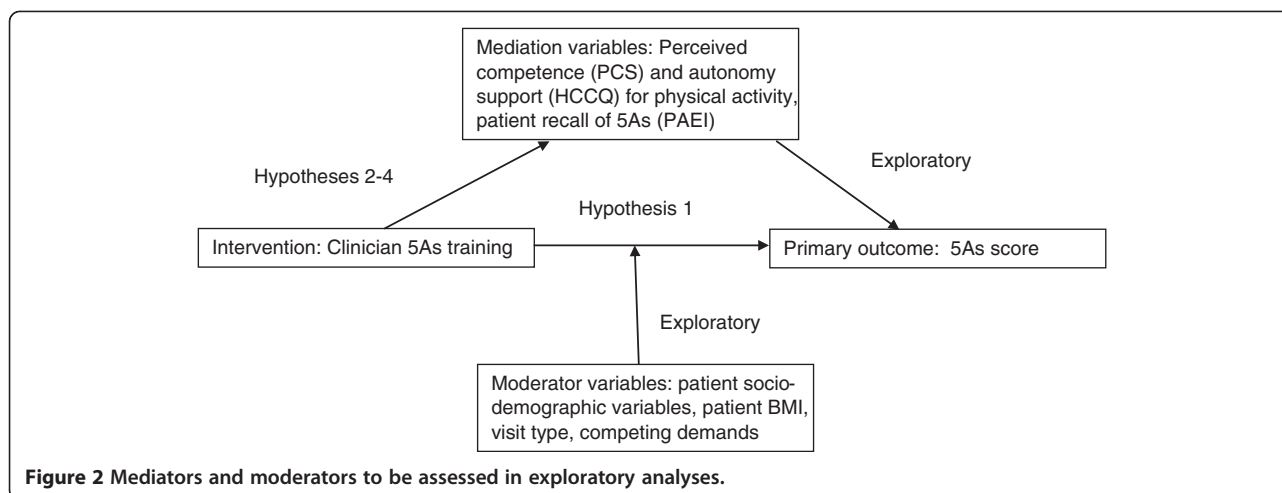 Mediation variables: Perceived
competence (PCS) and autonomy
support (HCCQ) for physical activity,
patient recall of 5As (PAEI)
Hypotheses 2-4
Exploratory
Hypothesis 1
Intervention: Clinician 5As training
Primary outcome: 5As score
Exploratory
Moderator variables: patient socio-
demographic variables, patient BMI,
visit type, competing demands
Figure 2 Mediators and moderators to be assessed in exploratory analyses.